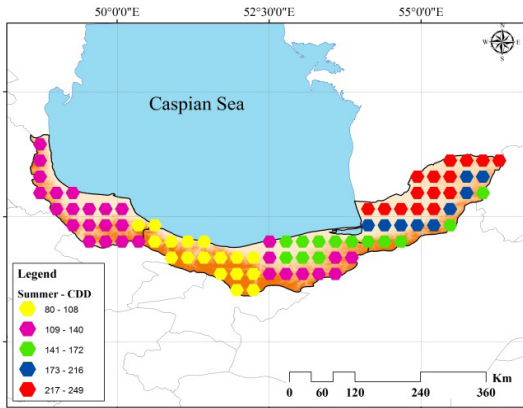 50°0'0"E 52°30'0"E 55°0'0"E
N
W E
S
Caspian Sea
Legend
Summer - CDD
80 - 108
109 - 140
141 - 172
173 - 216
217 - 249
Km
0 60 120 240 360